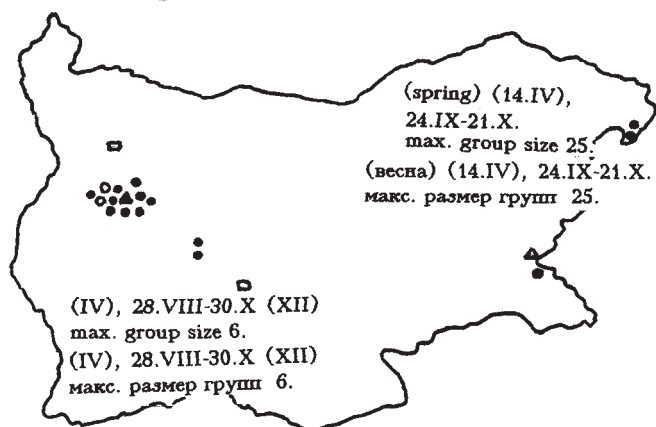 (spring) (14.IV),
24.IX-21.X.
max. group size 25.
(весна) (14.IV), 24.IX-21.X.
макс. размер групп 25.
(IV), 28.VIII-30.X (XII)
max. group size 6.
(IV), 28.VIII-30.X (XII)
макс. размер групп 6.